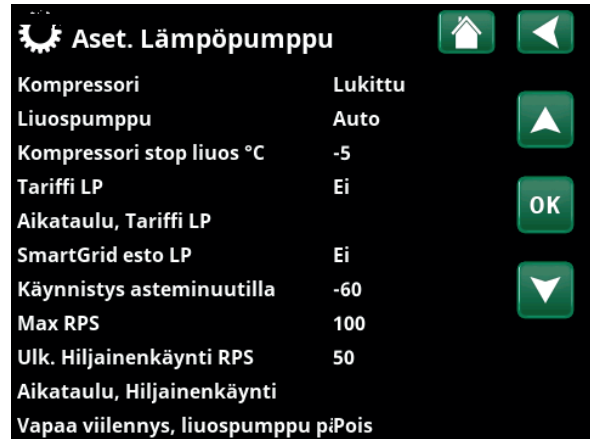 Aset. Lämpöpumppu
Kompressori Lukittu
Liuospumppu Auto
Kompressori stop liuos °C -5
Tariffi LP Ei
OK
Aikataulu, Tariffi LP
SmartGrid esto LP Ei
Käynnistys asteminuutilla -60
Max RPS 100
Ulk. Hiljainenkäynti RPS 50
Aikataulu, Hiljainenkäynti
Vapaa viilennys, liuospumppu Pois